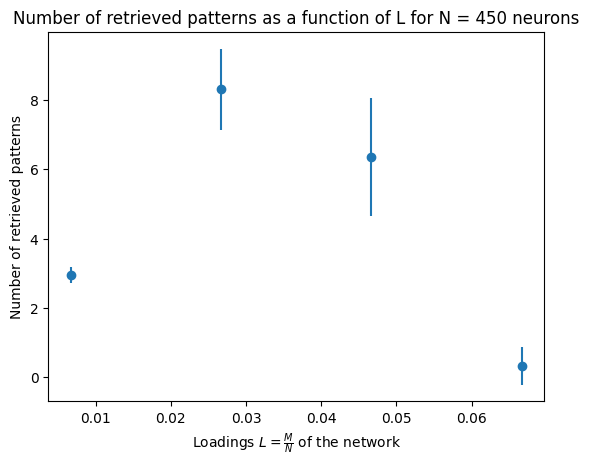 Number of retrieved patterns as a function of L for N = 450 neurons
Number of retrieved patterns
8
6
4
2
0
0.01 0.02 0.03 0.04 0.05 0.06
Loadings $L = \frac{M}{N}$ of the network